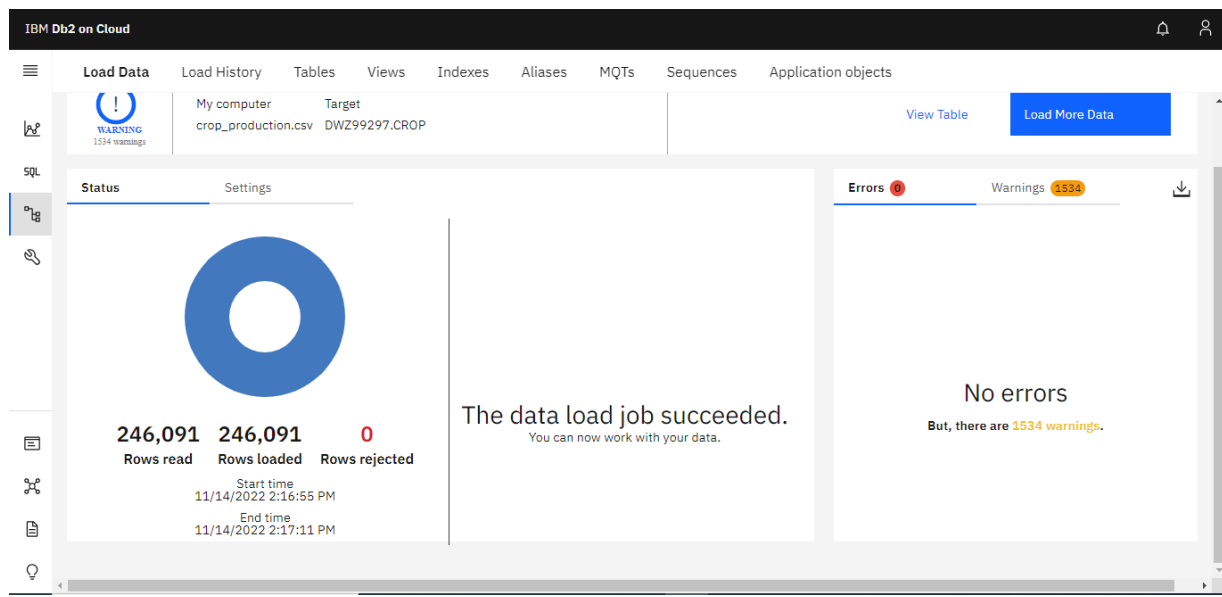 IBM Db2 on Cloud
Load Data Load History Tables Views Indexes Aliases MQTs Sequences Application objects
!
WARNING
1534 warnings
My computer Target
crop_production.csv DWZ99297.CROP
View Table
Load More Data
SQL
Status Settings
Errors 0 Warnings 1534
246,091 246,091 0
Rows read Rows loaded Rows rejected
Start time
11/14/2022 2:16:55 PM
End time
11/14/2022 2:17:11 PM
The data load job succeeded.
You can now work with your data.
No errors
But, there are 1534 warnings.